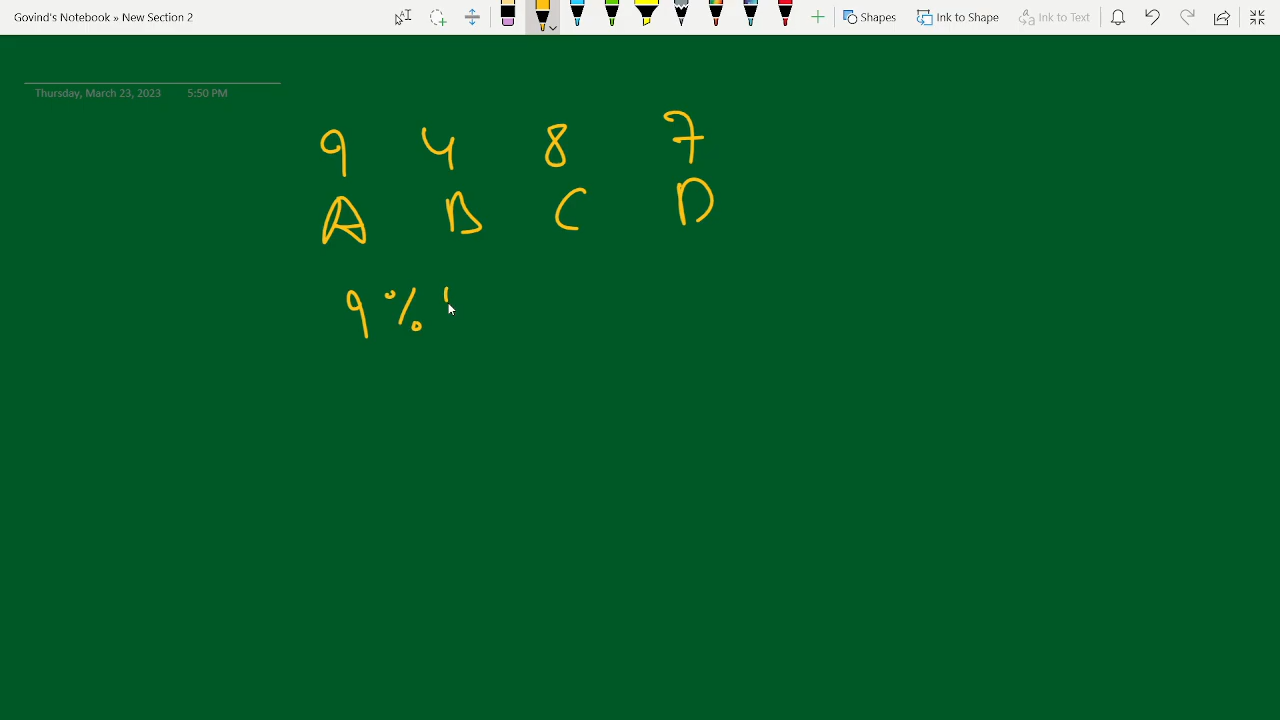 Govind's Notebook » New Section 2
Shapes
Ink to Shape
Ink to Text
Thursday, March 23, 2023 5:50 PM
9 4 8 7
A B C D
9 %